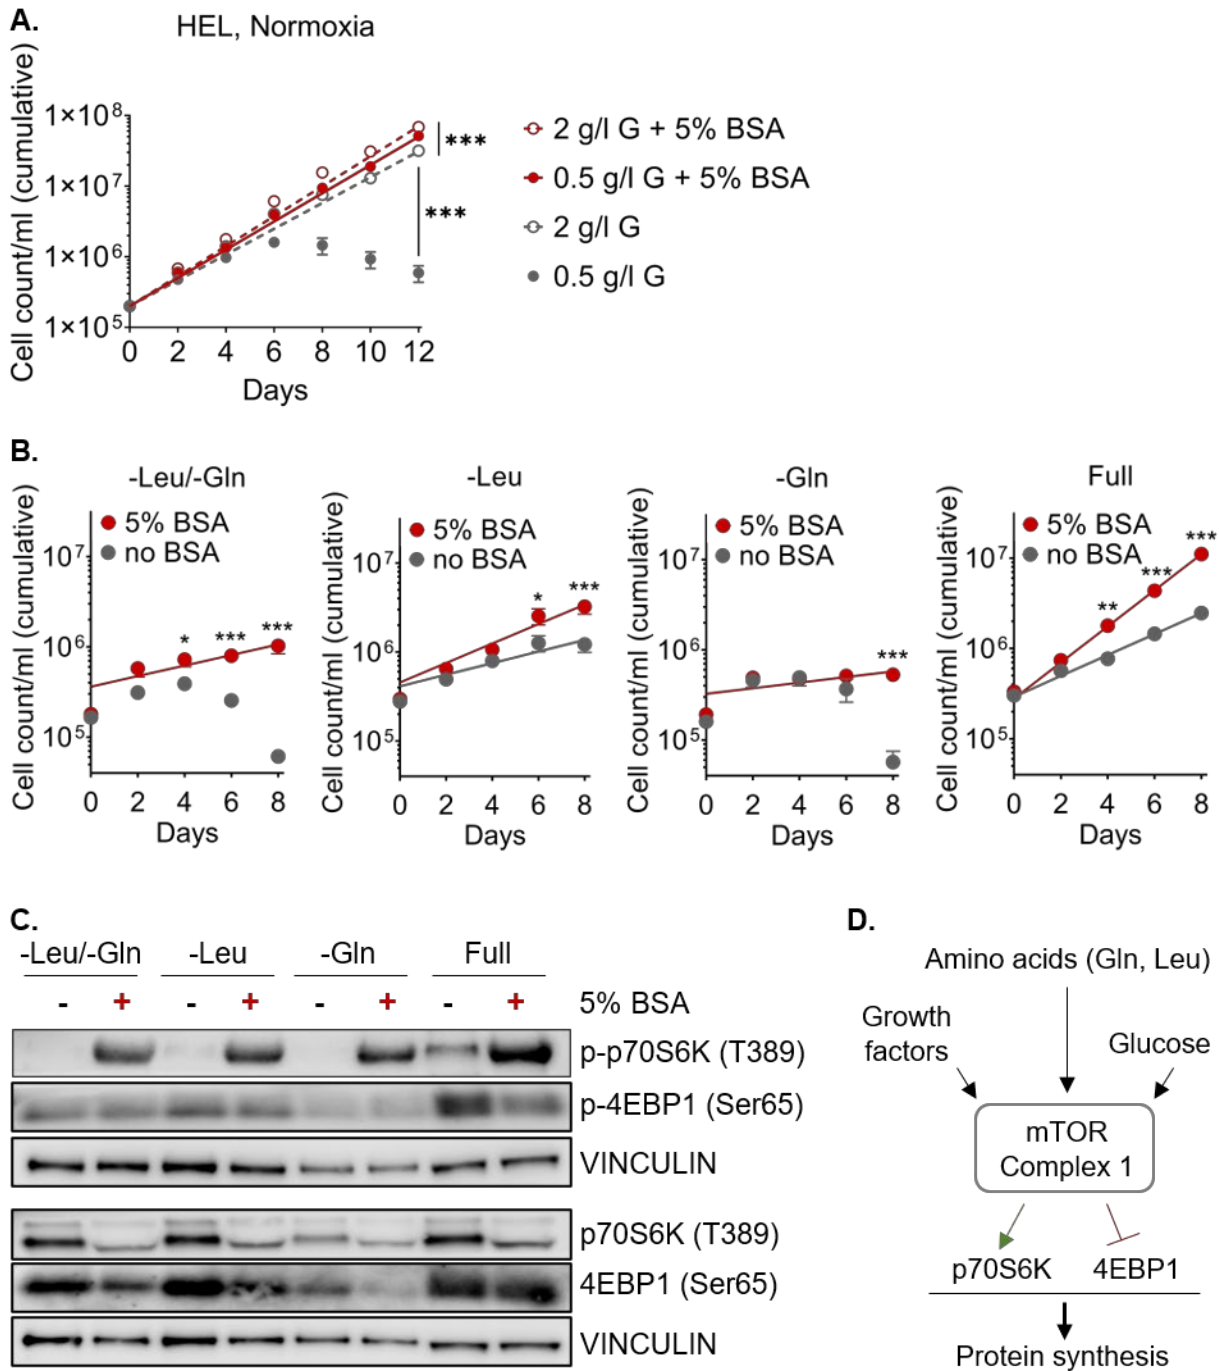 A.
HEL, Normoxia
Cell count/ml (cumulative)
1×10⁸
1×10⁷
1×10⁶
1×10⁵
0 2 4 6 8 10 12
Days
***
***
2 g/l G + 5% BSA
0.5 g/l G + 5% BSA
2 g/l G
0.5 g/l G
B.
-Leu/-Gln
5% BSA
no BSA
Cell count/ml (cumulative)
10⁷
10⁶
10⁵
* *** ***
0 2 4 6 8
Days
-Leu
5% BSA
no BSA
Cell count/ml (cumulative)
10⁷
10⁶
10⁵
* ***
0 2 4 6 8
Days
-Gln
5% BSA
no BSA
Cell count/ml (cumulative)
10⁷
10⁶
10⁵
***
0 2 4 6 8
Days
Full
5% BSA
no BSA
Cell count/ml (cumulative)
10⁷
10⁶
10⁵
** *** ***
0 2 4 6 8
Days
C.
-Leu/-Gln -Leu -Gln Full
- + - + - + - + 5% BSA
p-p70S6K (T389)
p-4EBP1 (Ser65)
VINCULIN
p70S6K (T389)
4EBP1 (Ser65)
VINCULIN
D.
Amino acids (Gln, Leu)
Growth
factors
Glucose
mTOR
Complex 1
p70S6K 4EBP1
Protein synthesis